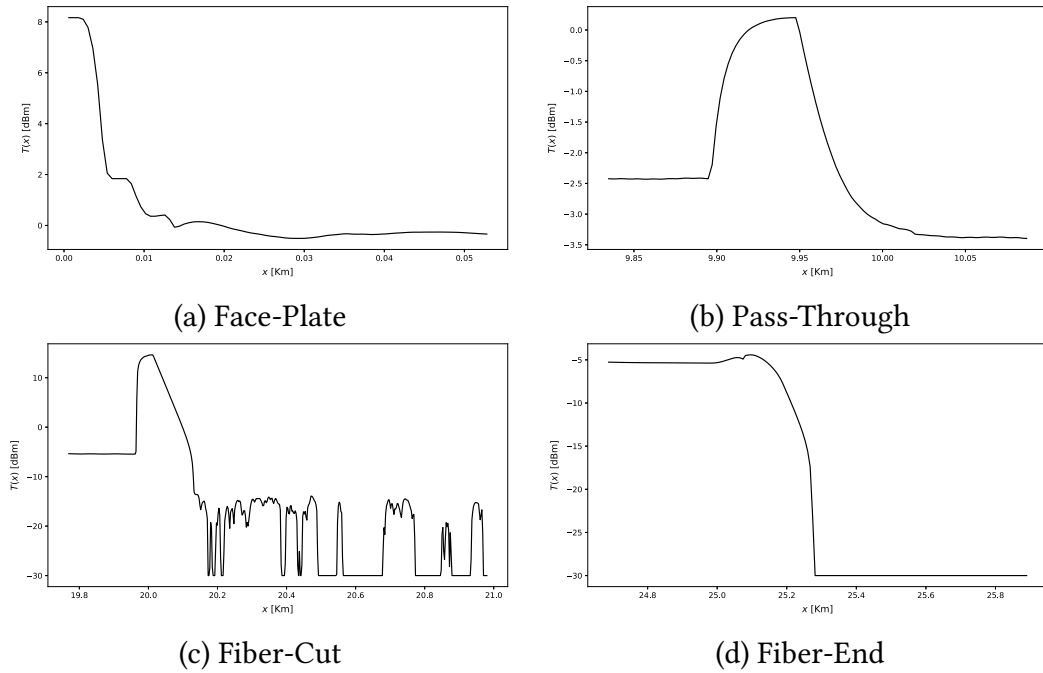 8
6
4
2
0
T(x) [dBm]
0.00 0.01 0.02 0.03 0.04 0.05
x [Km]
(a) Face-Plate
0.0
−0.5
−1.0
−1.5
−2.0
−2.5
−3.0
−3.5
T(x) [dBm]
9.85 9.90 9.95 10.00 10.05
x [Km]
(b) Pass-Through
10
0
−10
−20
−30
T(x) [dBm]
19.8 20.0 20.2 20.4 20.6 20.8 21.0
x [Km]
(c) Fiber-Cut
−5
−10
−15
−20
−25
−30
T(x) [dBm]
24.8 25.0 25.2 25.4 25.6 25.8
x [Km]
(d) Fiber-End